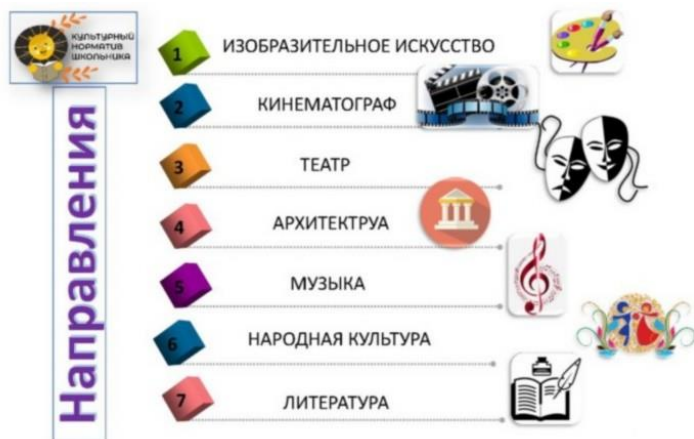 КУЛЬТУРНЫЙ
НОРМАТИВ
ШКОЛЬНИКА
Направления
1 ИЗОБРАЗИТЕЛЬНОЕ ИСКУССТВО
2 КИНЕМАТОГРАФ
3 ТЕАТР
4 АРХИТЕКТРУА
5 МУЗЫКА
6 НАРОДНАЯ КУЛЬТУРА
7 ЛИТЕРАТУРА